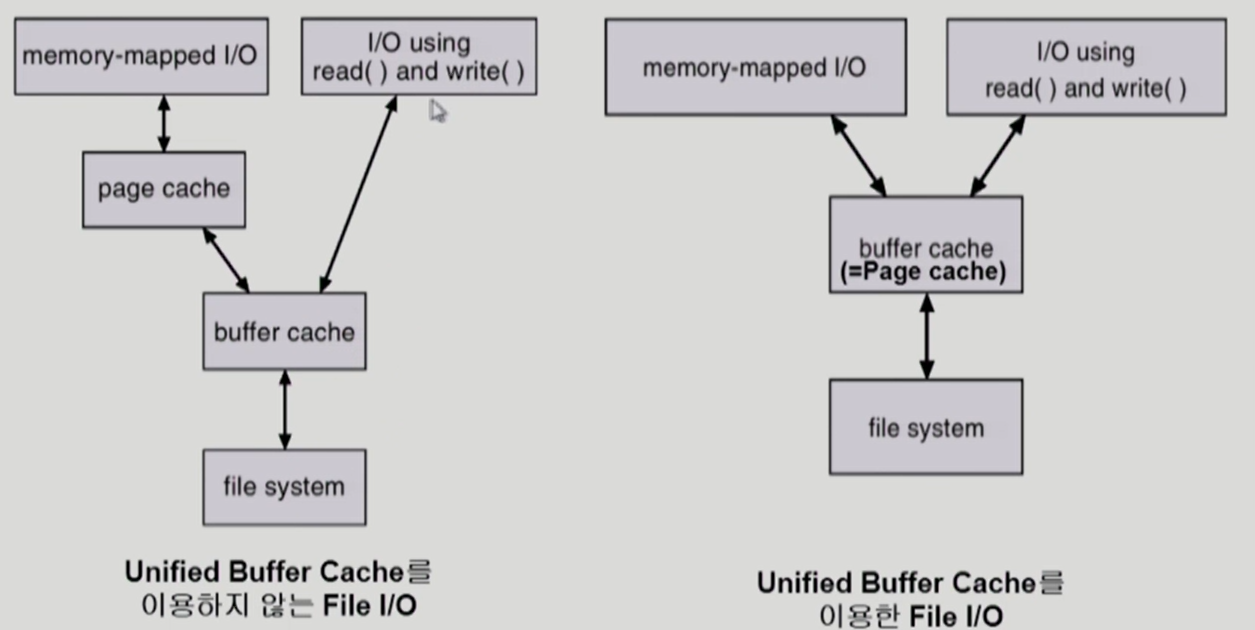 memory-mapped I/O
I/O using
read( ) and write( )
page cache
buffer cache
file system
Unified Buffer Cache를
이용하지 않는 File I/O
memory-mapped I/O
I/O using
read( ) and write( )
buffer cache
(=Page cache)
file system
Unified Buffer Cache를
이용한 File I/O